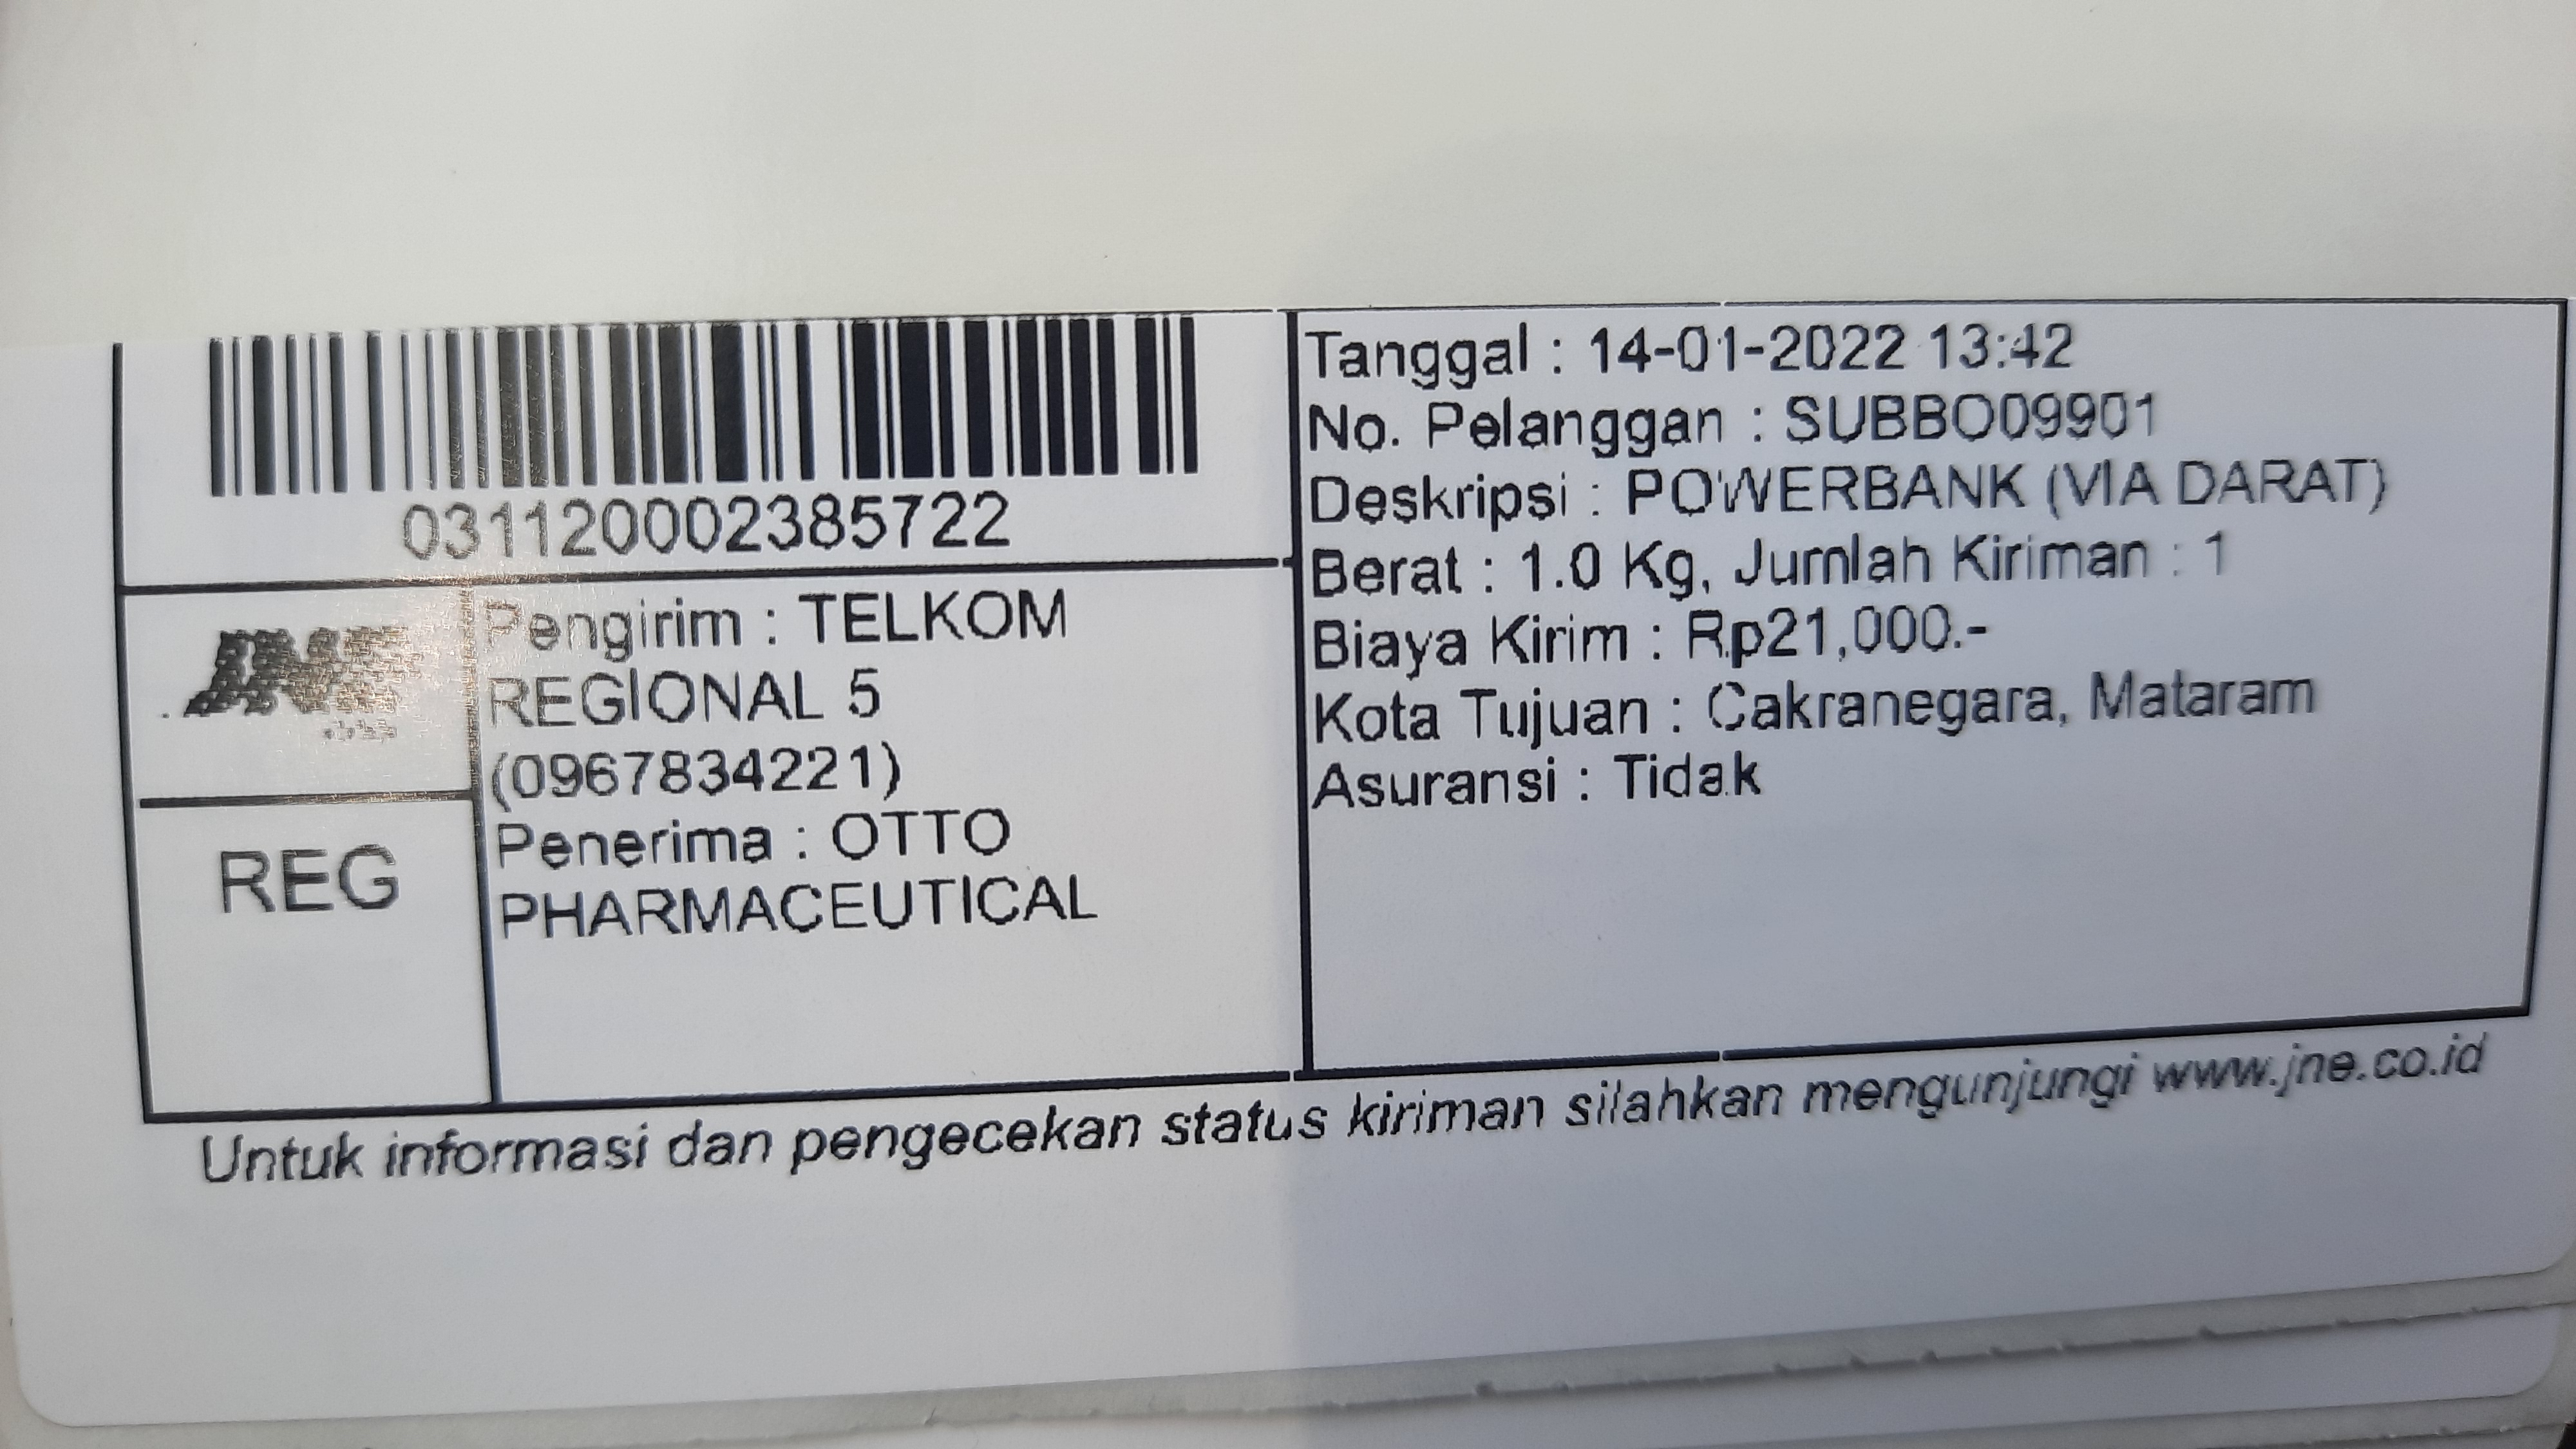 031120002385722
JNE
REG
Pengirim : TELKOM
REGIONAL 5
(0967834221)
Penerima : OTTO
PHARMACEUTICAL
Tanggal : 14-01-2022 13:42
No. Pelanggan : SUBBO09901
Deskripsi : POWERBANK (VIA DARAT)
Berat : 1.0 Kg, Jumlah Kiriman : 1
Biaya Kirim : Rp21,000.-
Kota Tujuan : Cakranegara, Mataram
Asuransi : Tidak
Untuk informasi dan pengecekan status kiriman silahkan mengunjungi www.jne.co.id